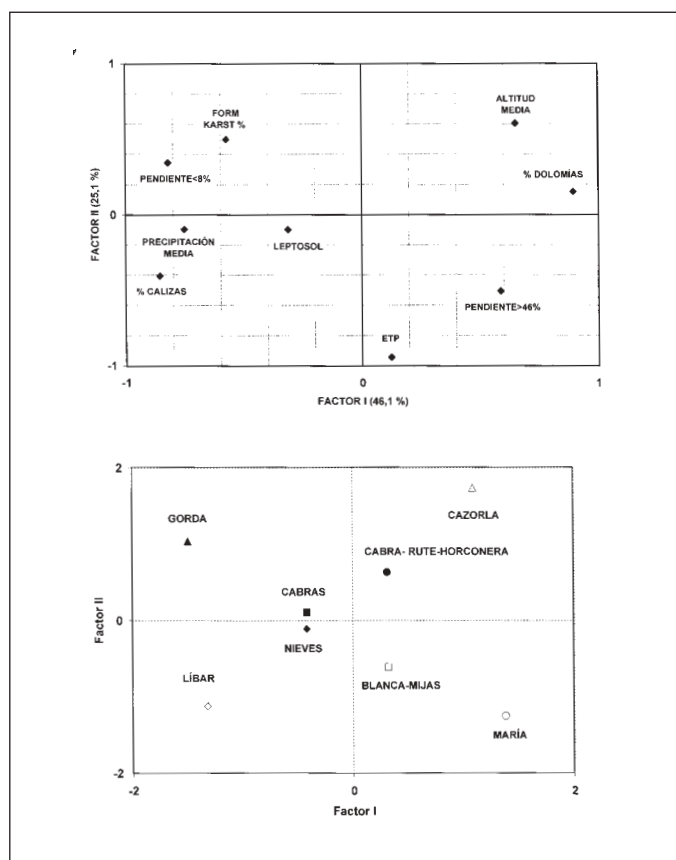 1
ALTITUD
MEDIA
FORM
KARST %
PENDIENTE<8%
% DOLOMÍAS
FACTOR II (25,1 %)
0
PRECIPITACIÓN
MEDIA
LEPTOSOL
% CALIZAS
PENDIENTE>46%
ETP
-1
-1
0
1
FACTOR I (46,1 %)
2
GORDA
CAZORLA
CABRA- RUTE-HORCONERA
CABRAS
Factor II
0
NIEVES
LÍBAR
BLANCA-MIJAS
MARÍA
-2
-2
0
2
Factor I